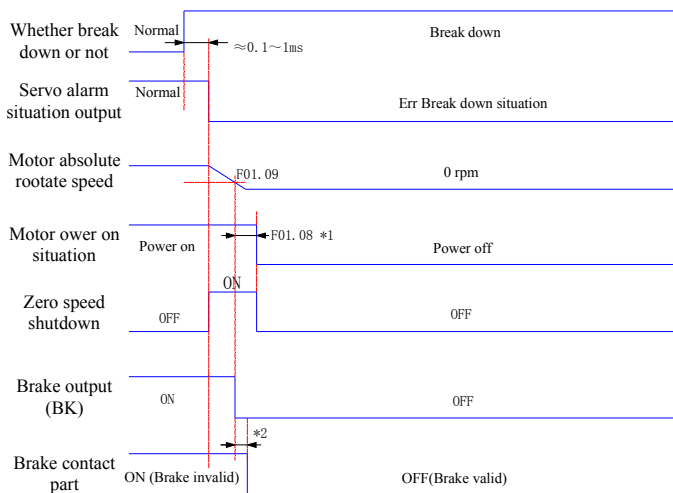 Whether break
down or not
Normal
Break down
≈0.1～1ms
Servo alarm
situation output
Normal
Err Break down situation
Motor absolute
rootate speed
F01.09
0 rpm
Motor ower on
situation
Power on
F01.08 *1
Power off
Zero speed
shutdown
OFF
ON
OFF
Brake output
(BK)
ON
OFF
*2
Brake contact
part
ON (Brake invalid)
OFF(Brake valid)